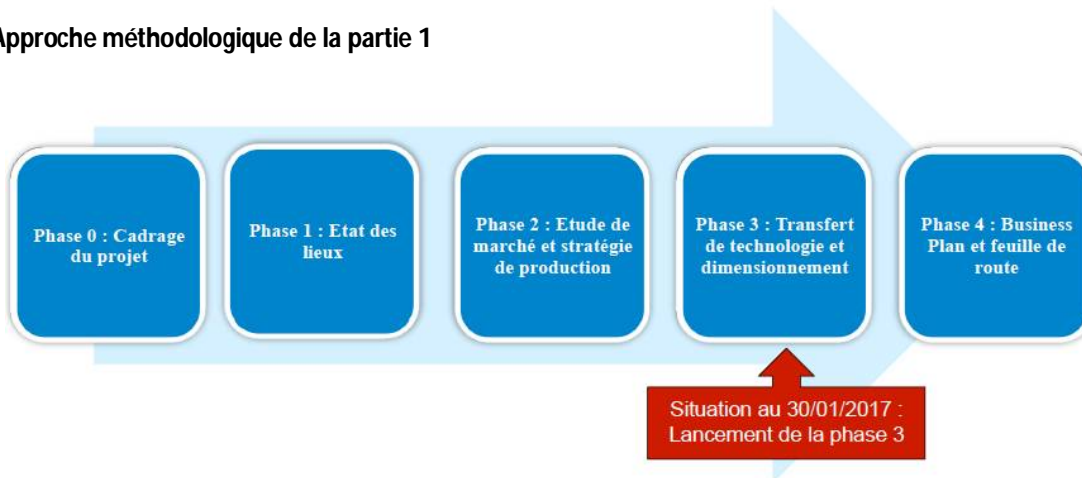 Approche méthodologique de la partie 1
Phase 0 : Cadrage
du projet
Phase 1 : Etat des
lieux
Phase 2 : Etude de
marché et stratégie
de production
Phase 3 : Transfert
de technologie et
dimensionnement
Phase 4 : Business
Plan et feuille de
route
Situation au 30/01/2017 :
Lancement de la phase 3